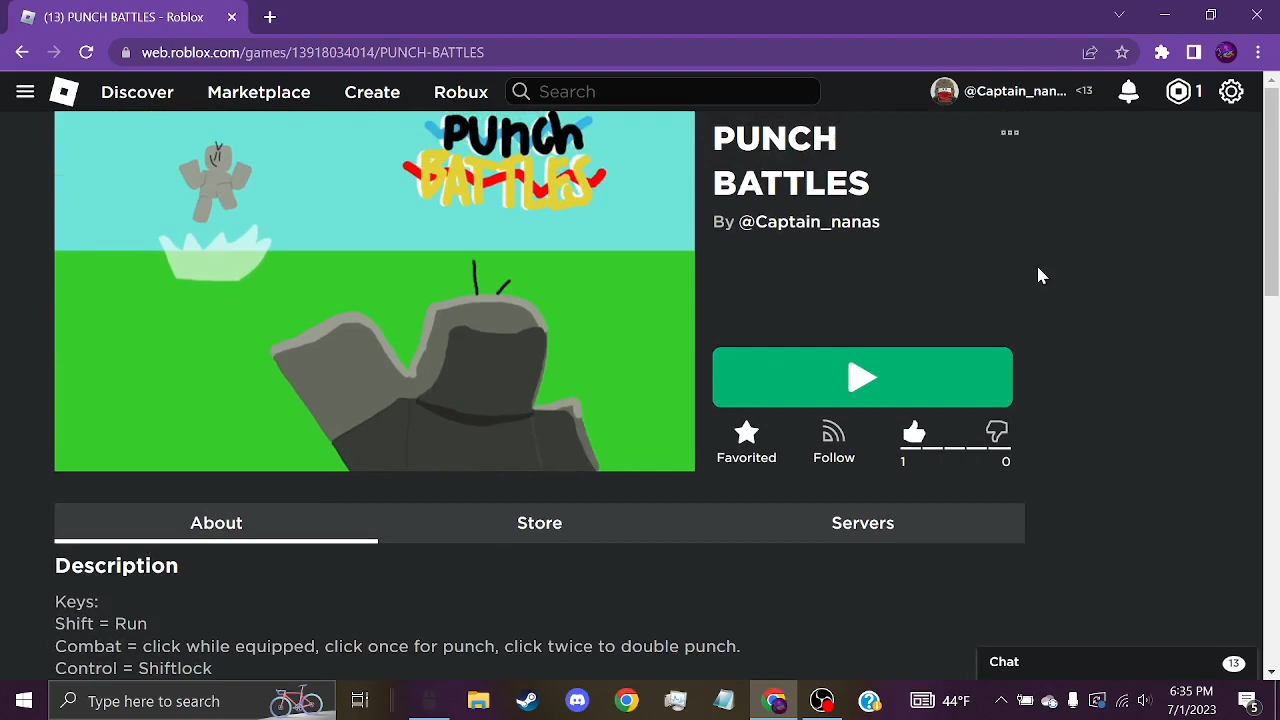 (13) PUNCH BATTLES - Roblox
web.roblox.com/games/13918034014/PUNCH-BATTLES
Discover
Marketplace
Create
Robux
Search
@Captain_nan...
<13
1
Punch
BATTLES
PUNCH
BATTLES
By @Captain_nanas
Favorited
Follow
1
0
About
Store
Servers
Description
Keys:
Shift = Run
Combat = click while equipped, click once for punch, click twice to double punch.
Control = Shiftlock
Chat
13
Type here to search
44°F
6:35 PM
7/1/2023
5